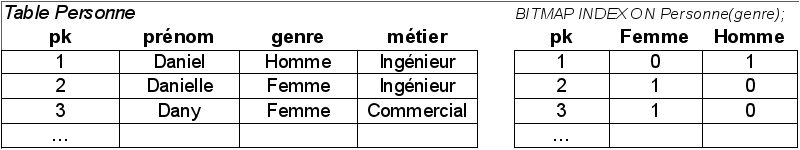 Table Personne
pk prénom genre métier
1 Daniel Homme Ingénieur
2 Danielle Femme Ingénieur
3 Dany Femme Commercial
...
BITMAP INDEX ON Personne(genre);
pk Femme Homme
1 0 1
2 1 0
3 1 0
...